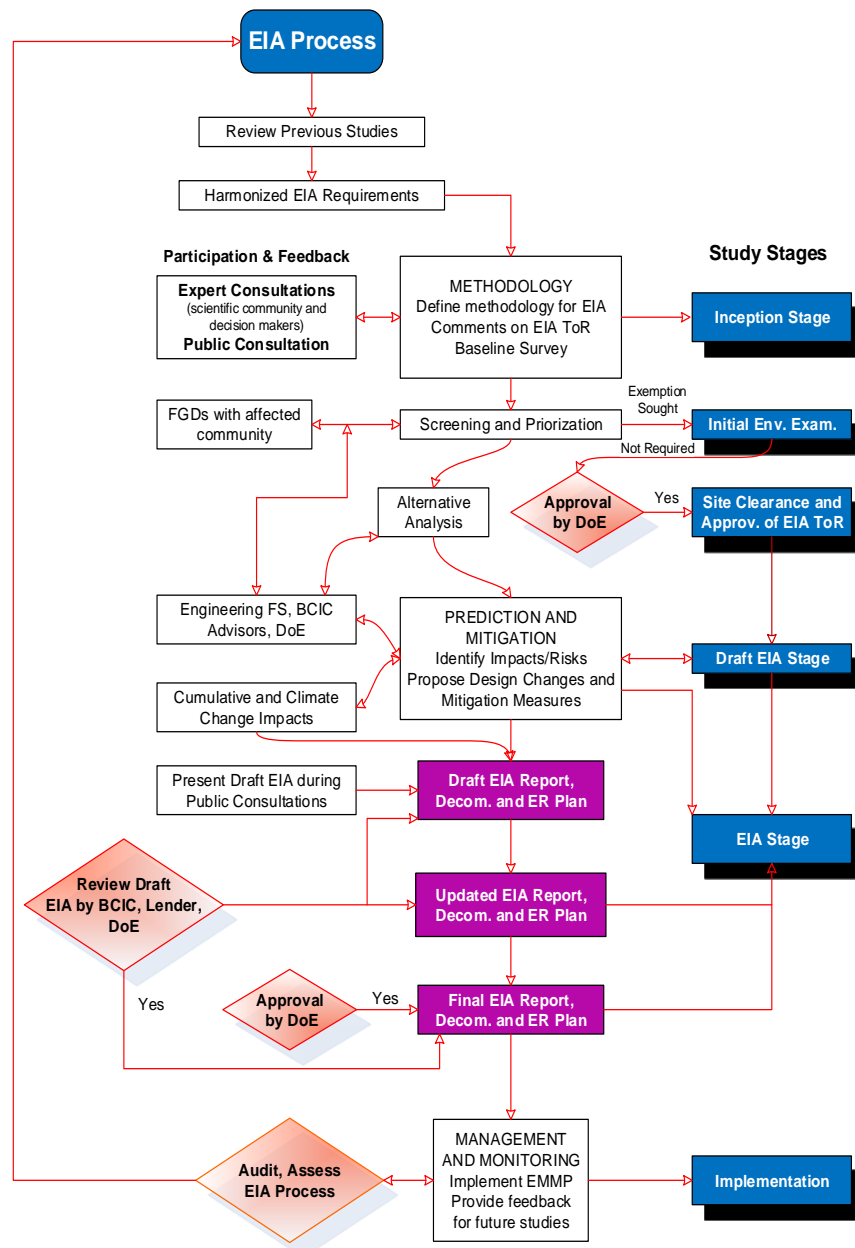 EIA Process
Review Previous Studies
Harmonized EIA Requirements
Participation & Feedback
Study Stages
Expert Consultations
(scientific community and
decision makers)
Public Consultation
METHODOLOGY
Define methodology for EIA
Comments on EIA ToR
Baseline Survey
Inception Stage
FGDs with affected
community
Screening and Priorization
Exemption
Sought
Initial Env. Exam.
Not Required
Alternative
Analysis
Approval
by DoE
Yes
Site Clearance and
Approv. of EIA ToR
Engineering FS, BCIC
Advisors, DoE
PREDICTION AND
MITIGATION
Identify Impacts/Risks
Propose Design Changes and
Mitigation Measures
Draft EIA Stage
Cumulative and Climate
Change Impacts
Present Draft EIA during
Public Consultations
Draft EIA Report,
Decom. and ER Plan
EIA Stage
Review Draft
EIA by BCIC, Lender,
DoE
Updated EIA Report,
Decom. and ER Plan
Yes
Approval
by DoE
Yes
Final EIA Report,
Decom. and ER Plan
Audit, Assess
EIA Process
MANAGEMENT
AND MONITORING
Implement EMMP
Provide feedback
for future studies
Implementation